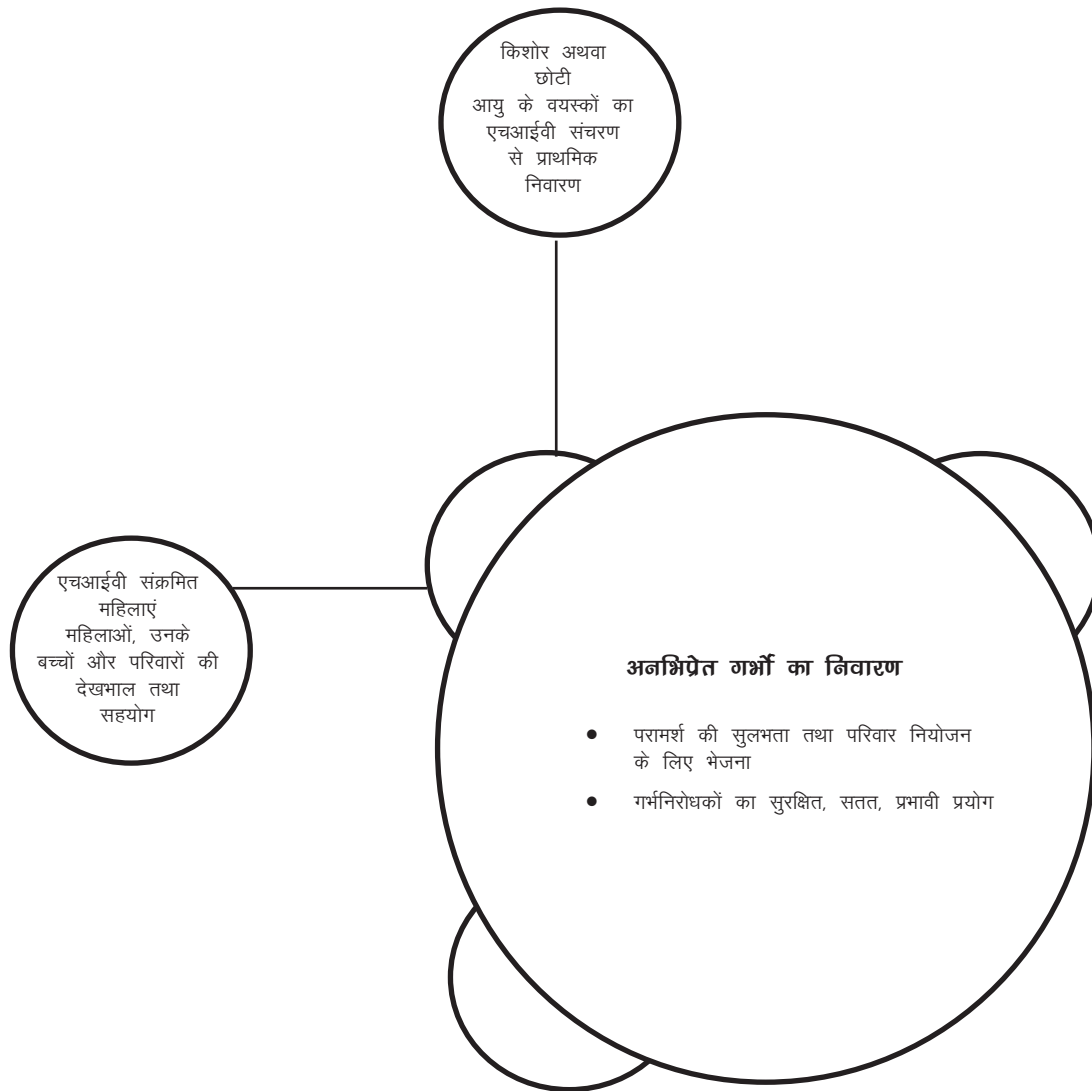 किशोर अथवा
छोटी
आयु के वयस्कों का
एचआईवी संचरण
से प्राथमिक
निवारण
एचआईवी संक्रमित
महिलाएं
महिलाओं, उनके
बच्चों और परिवारों की
देखभाल तथा
सहयोग
अनभिप्रेत गर्भो का निवारण
• परामर्श की सुलभता तथा परिवार नियोजन
के लिए भेजना
• गर्भनिरोधकों का सुरक्षित, सतत, प्रभावी प्रयोग